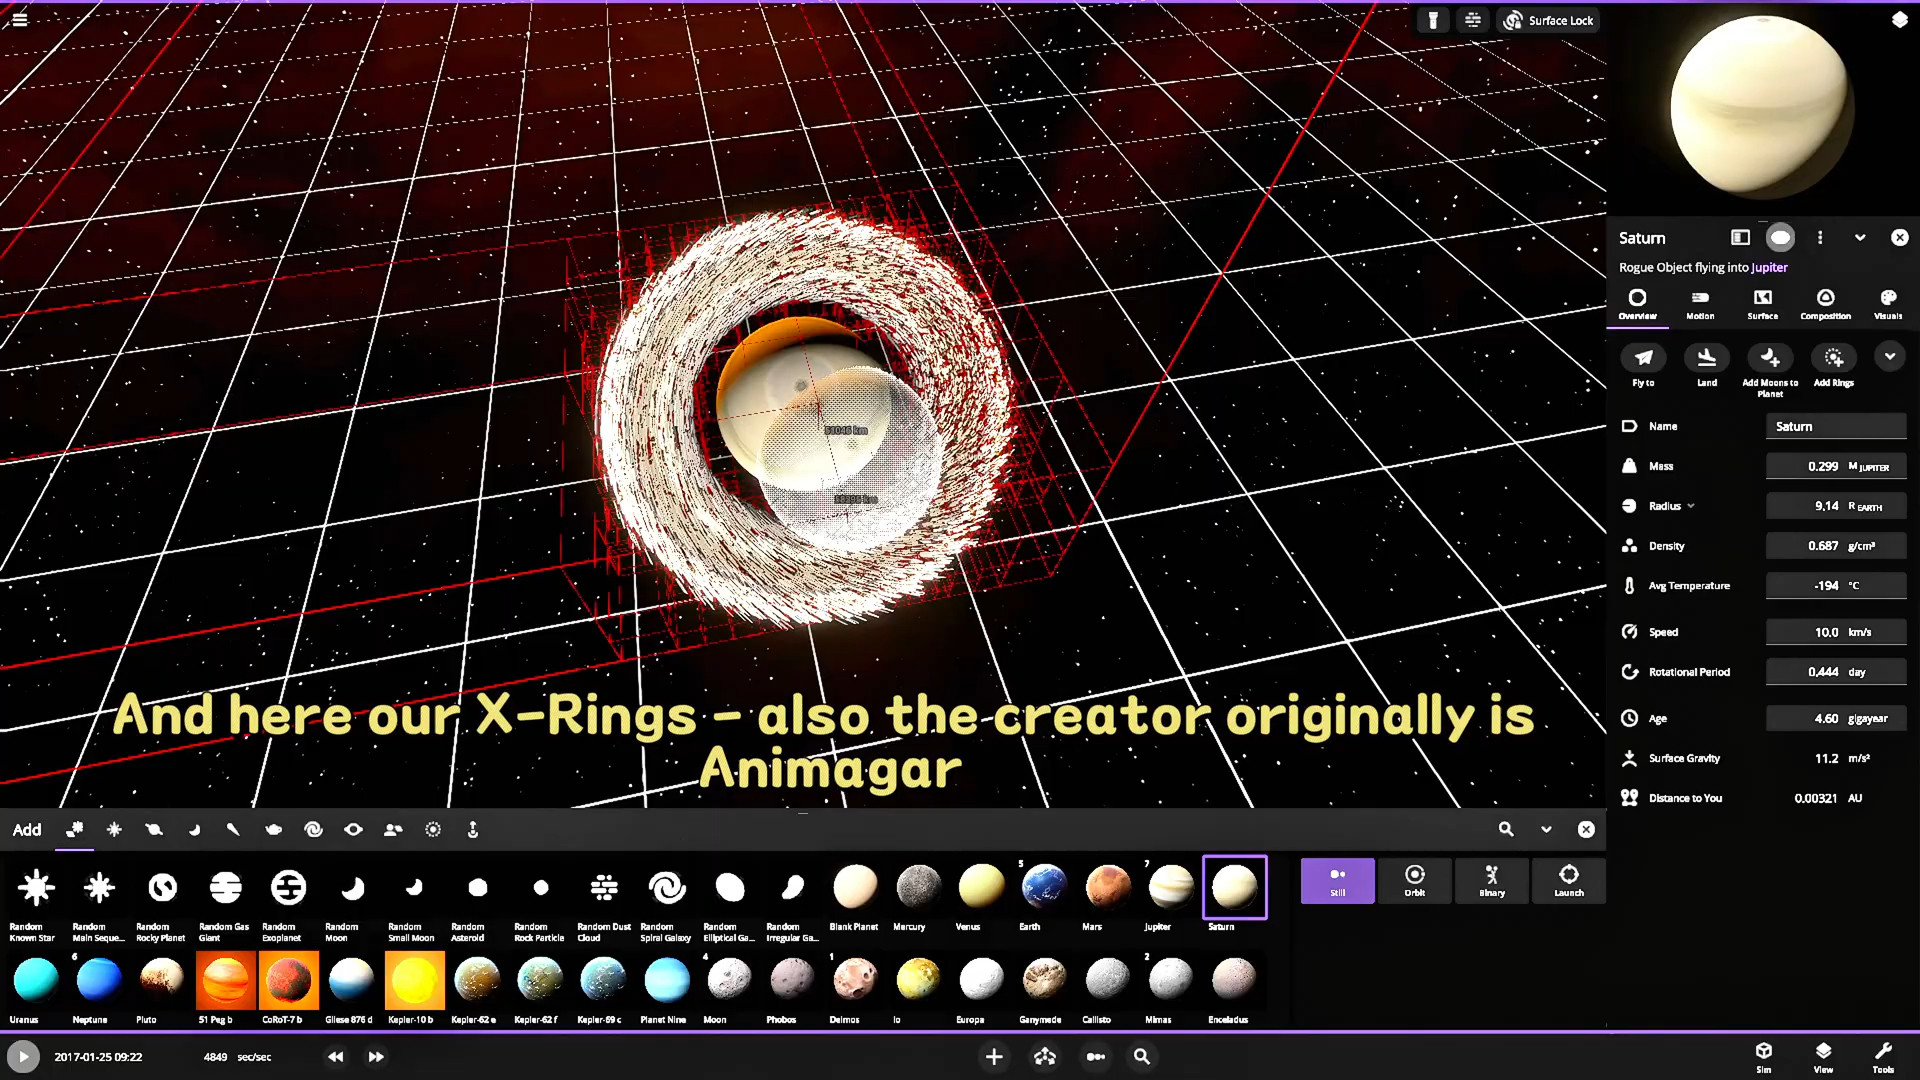 Surface Lock
Saturn
Rogue Object flying into Jupiter
Overview Motion Surface Composition Visuals
Fly to Land Add Moons to Planet Add Rings
Name Saturn
Mass 0.299 M JUPITER
Radius 9.14 R EARTH
Density 0.687 g/cm³
Avg Temperature -194 °C
Speed 10.0 km/s
Rotational Period 0.444 day
Age 4.60 gigayear
Surface Gravity 11.2 m/s²
Distance to You 0.00321 AU
And here our X-Rings - also the creator originally is
Animagar
Add
5 7
Random Known Star Random Main Seque... Random Rocky Planet Random Gas Giant Random Exoplanet Random Moon Random Small Moon Random Asteroid Random Rock Particle Random Dust Cloud Random Spiral Galaxy Random Elliptical Ga... Random Irregular Ga... Blank Planet Mercury Venus Earth Mars Jupiter Saturn
Still Orbit Binary Launch
6 4 1 2
Uranus Neptune Pluto 51 Peg b CoRoT-7 b Gliese 876 d Kepler-10 b Kepler-62 e Kepler-62 f Kepler-69 c Planet Nine Moon Phobos Deimos Io Europa Ganymede Callisto Mimas Enceladus
2017-01-25 09:22 4849 sec/sec
Sim View Tools